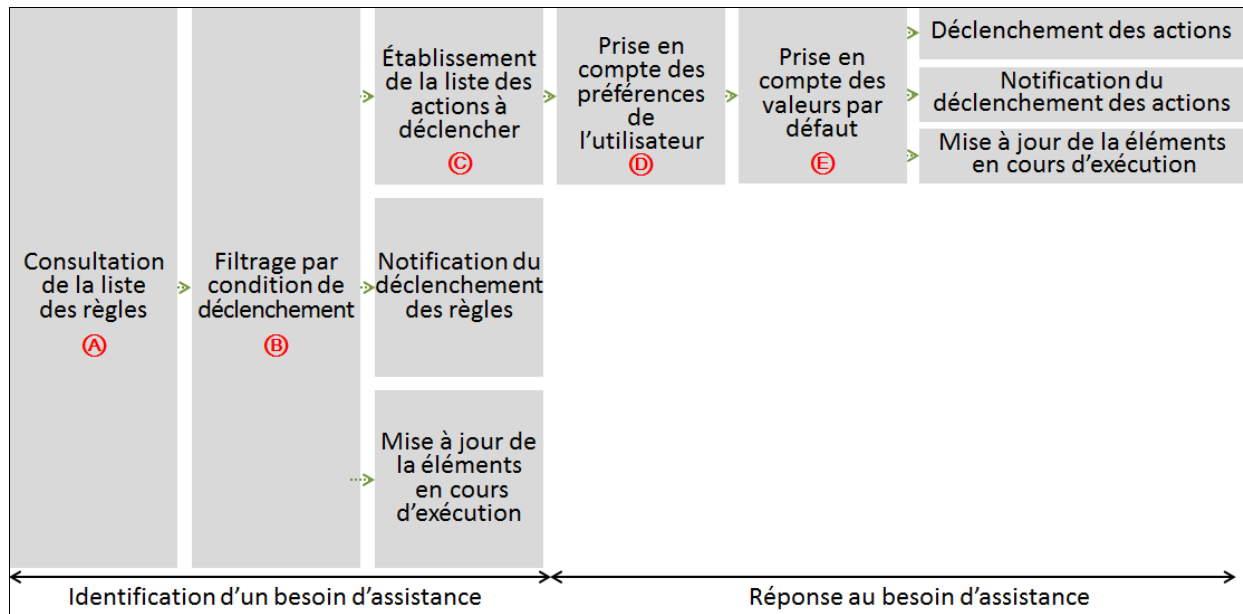 Consultation
de la liste
des règles
Ⓐ
Filtrage par
condition de
déclenchement
Ⓑ
Établissement
de la liste des
actions à
déclencher
Ⓒ
Notification du
déclenchement
des règles
Mise à jour de
la éléments
en cours
d'exécution
Prise en
compte des
préférences
de
l'utilisateur
Ⓓ
Prise en
compte des
valeurs par
défaut
Ⓔ
Déclenchement des actions
Notification du
déclenchement des actions
Mise à jour de la éléments
en cours d'exécution
Identification d'un besoin d'assistance
Réponse au besoin d'assistance